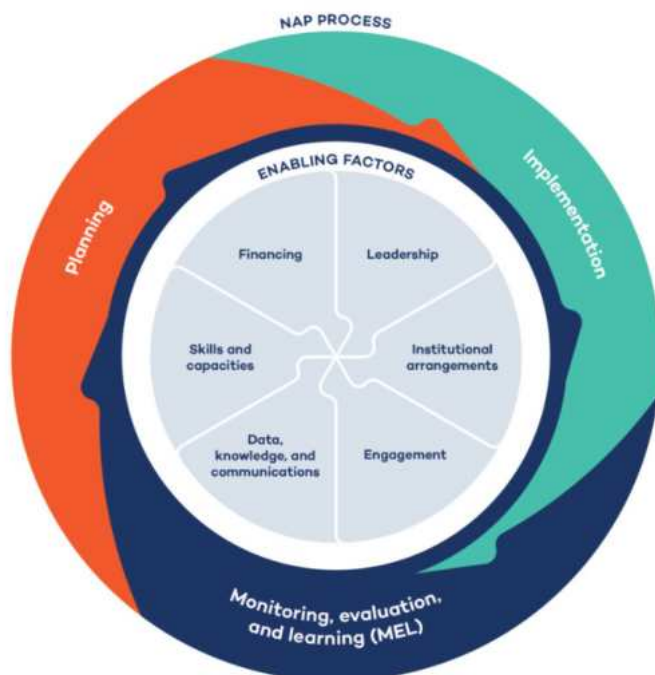 NAP PROCESS
ENABLING FACTORS
Planning
Implementation
Financing
Leadership
Skills and
capacities
Institutional
arrangements
Data,
knowledge, and
communications
Engagement
Monitoring, evaluation,
and learning (MEL)